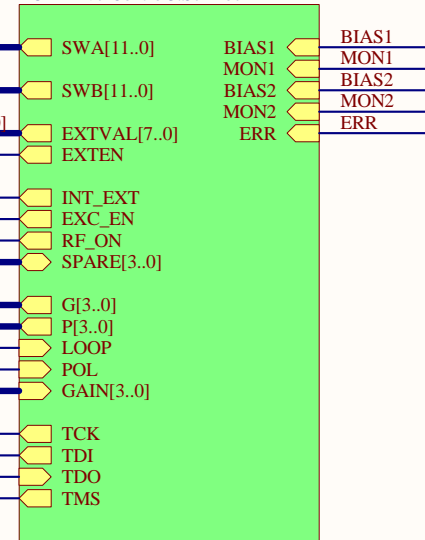 SWA[11..0]
SWB[11..0]
EXTVAL[7..0]
EXTEN
INT_EXT
EXC_EN
RF_ON
SPARE[3..0]
G[3..0]
P[3..0]
LOOP
POL
GAIN[3..0]
TCK
TDI
TDO
TMS
BIAS1
MON1
BIAS2
MON2
ERR
BIAS1
MON1
BIAS2
MON2
ERR